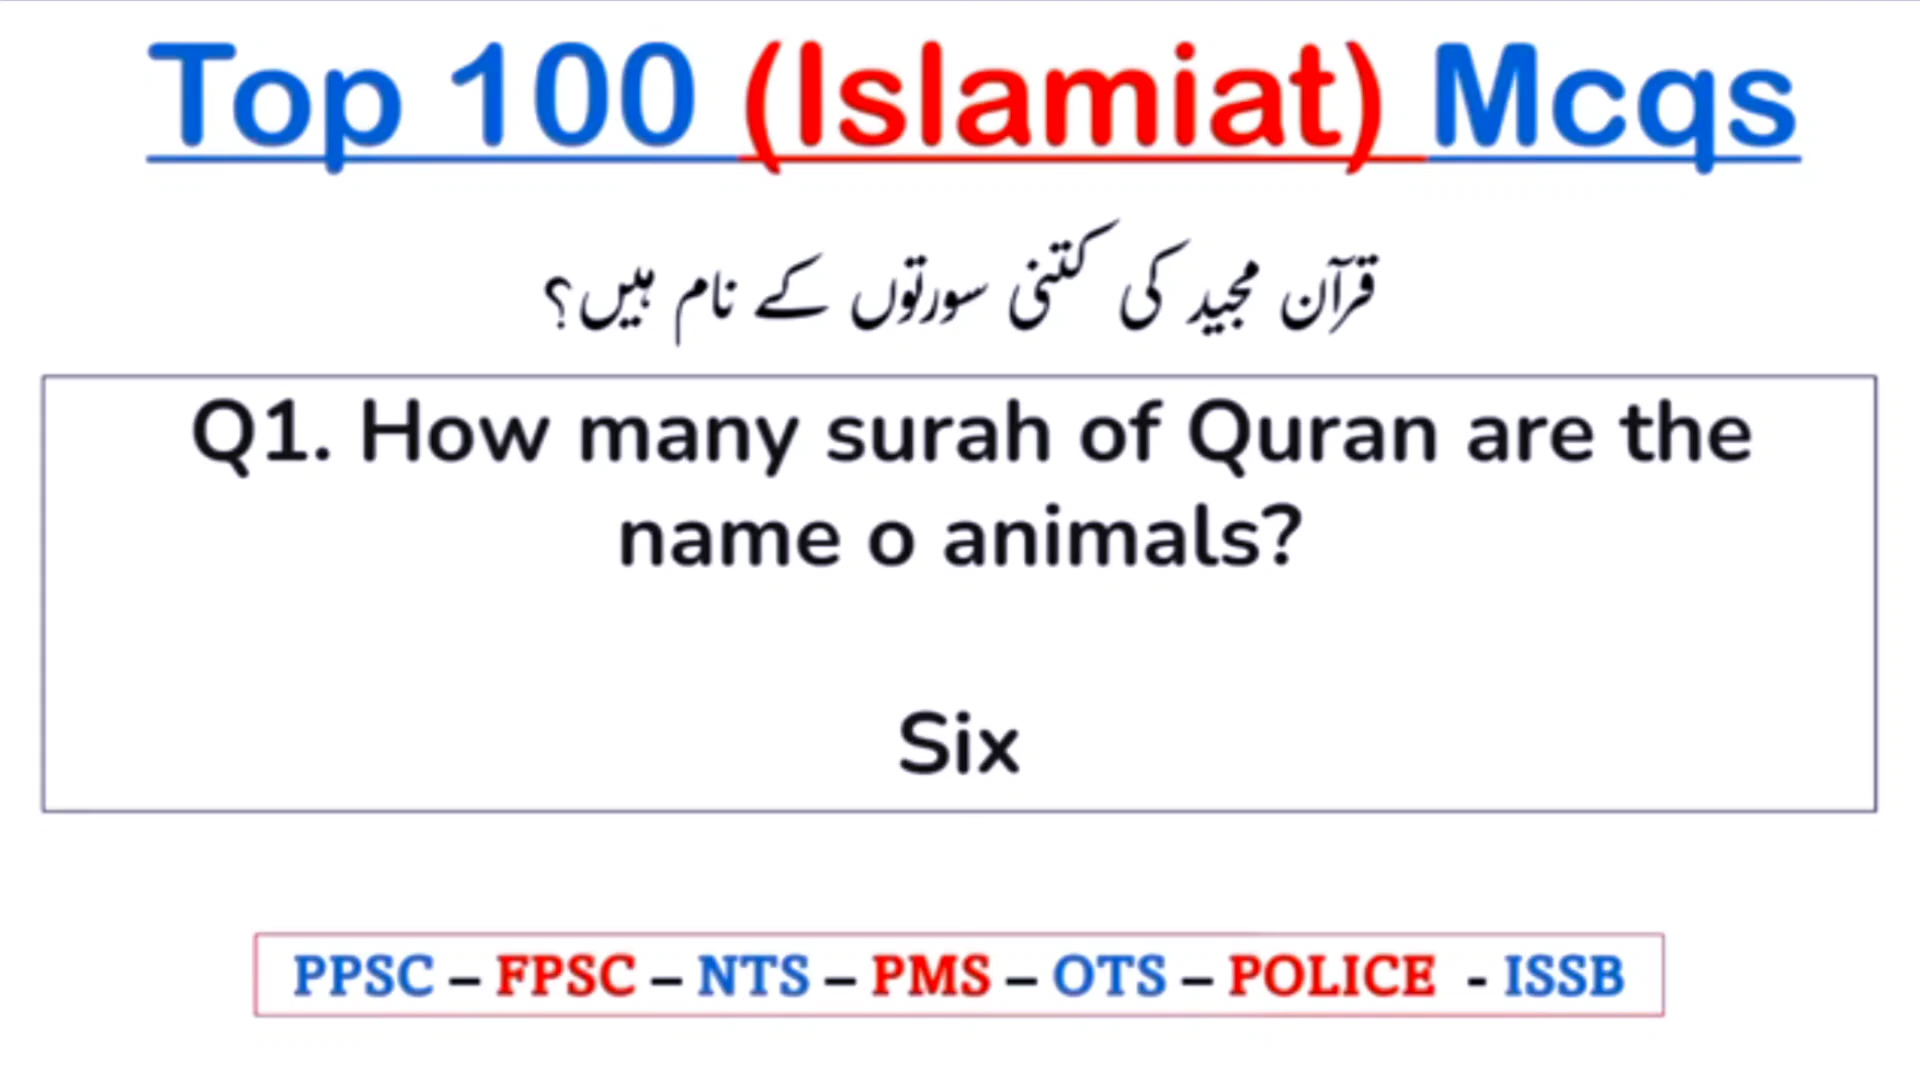 Top 100 (Islamiat) Mcqs
قرآن مجید کی کتنی سورتوں کے نام ہیں؟
Q1. How many surah of Quran are the
name o animals?
Six
PPSC – FPSC – NTS – PMS – OTS – POLICE - ISSB